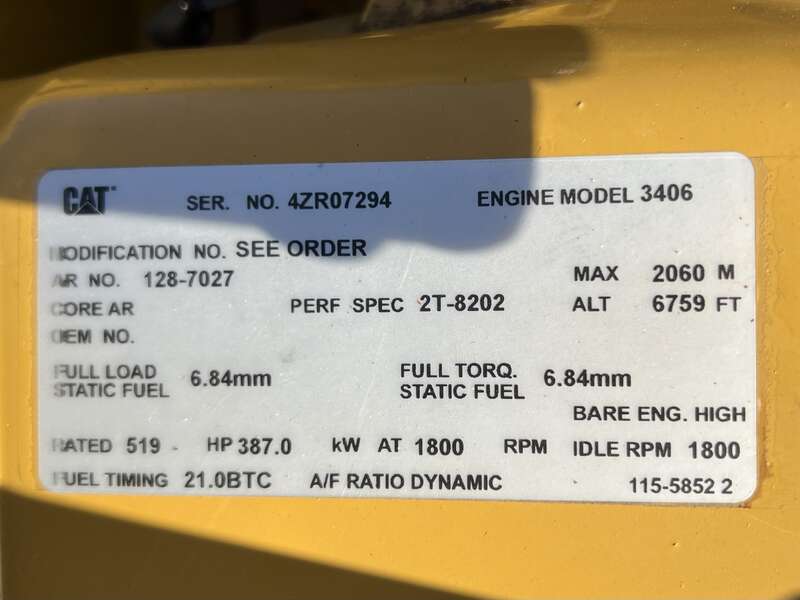 CAT SER. NO. 4ZR07294 ENGINE MODEL 3406
MODIFICATION NO. SEE ORDER
AR NO. 128-7027 MAX 2060 M
CORE AR PERF SPEC 2T-8202 ALT 6759 FT
OEM NO.
FULL LOAD FULL TORQ.
STATIC FUEL 6.84mm STATIC FUEL 6.84mm
BARE ENG. HIGH
RATED 519 HP 387.0 kW AT 1800 RPM IDLE RPM 1800
FUEL TIMING 21.0BTC A/F RATIO DYNAMIC 115-5852 2